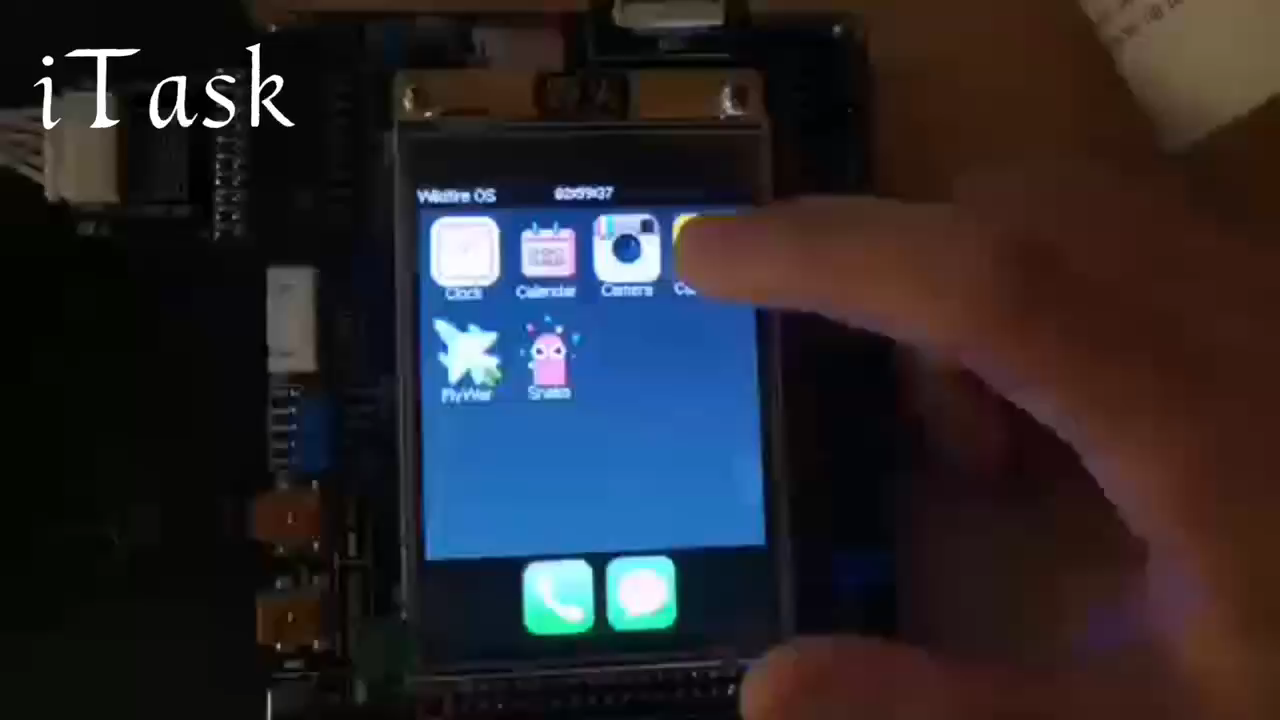 iTask
Wildfire OS
Clock Calendar Camera
FlyWar Snake